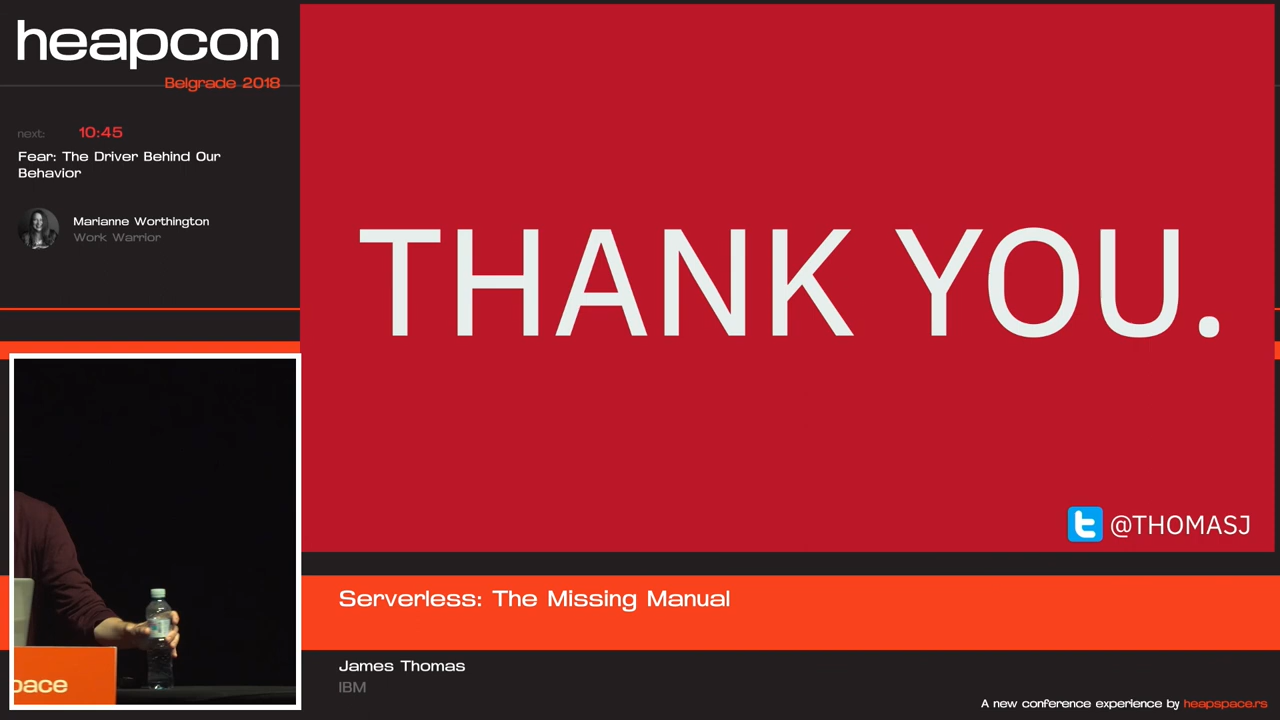 heapcon
Belgrade 2018
next: 10:45
Fear: The Driver Behind Our
Behavior
Marianne Worthington
Work Warrior
THANK YOU.
@THOMASJ
pace
Serverless: The Missing Manual
James Thomas
IBM
A new conference experience by heapspace.rs